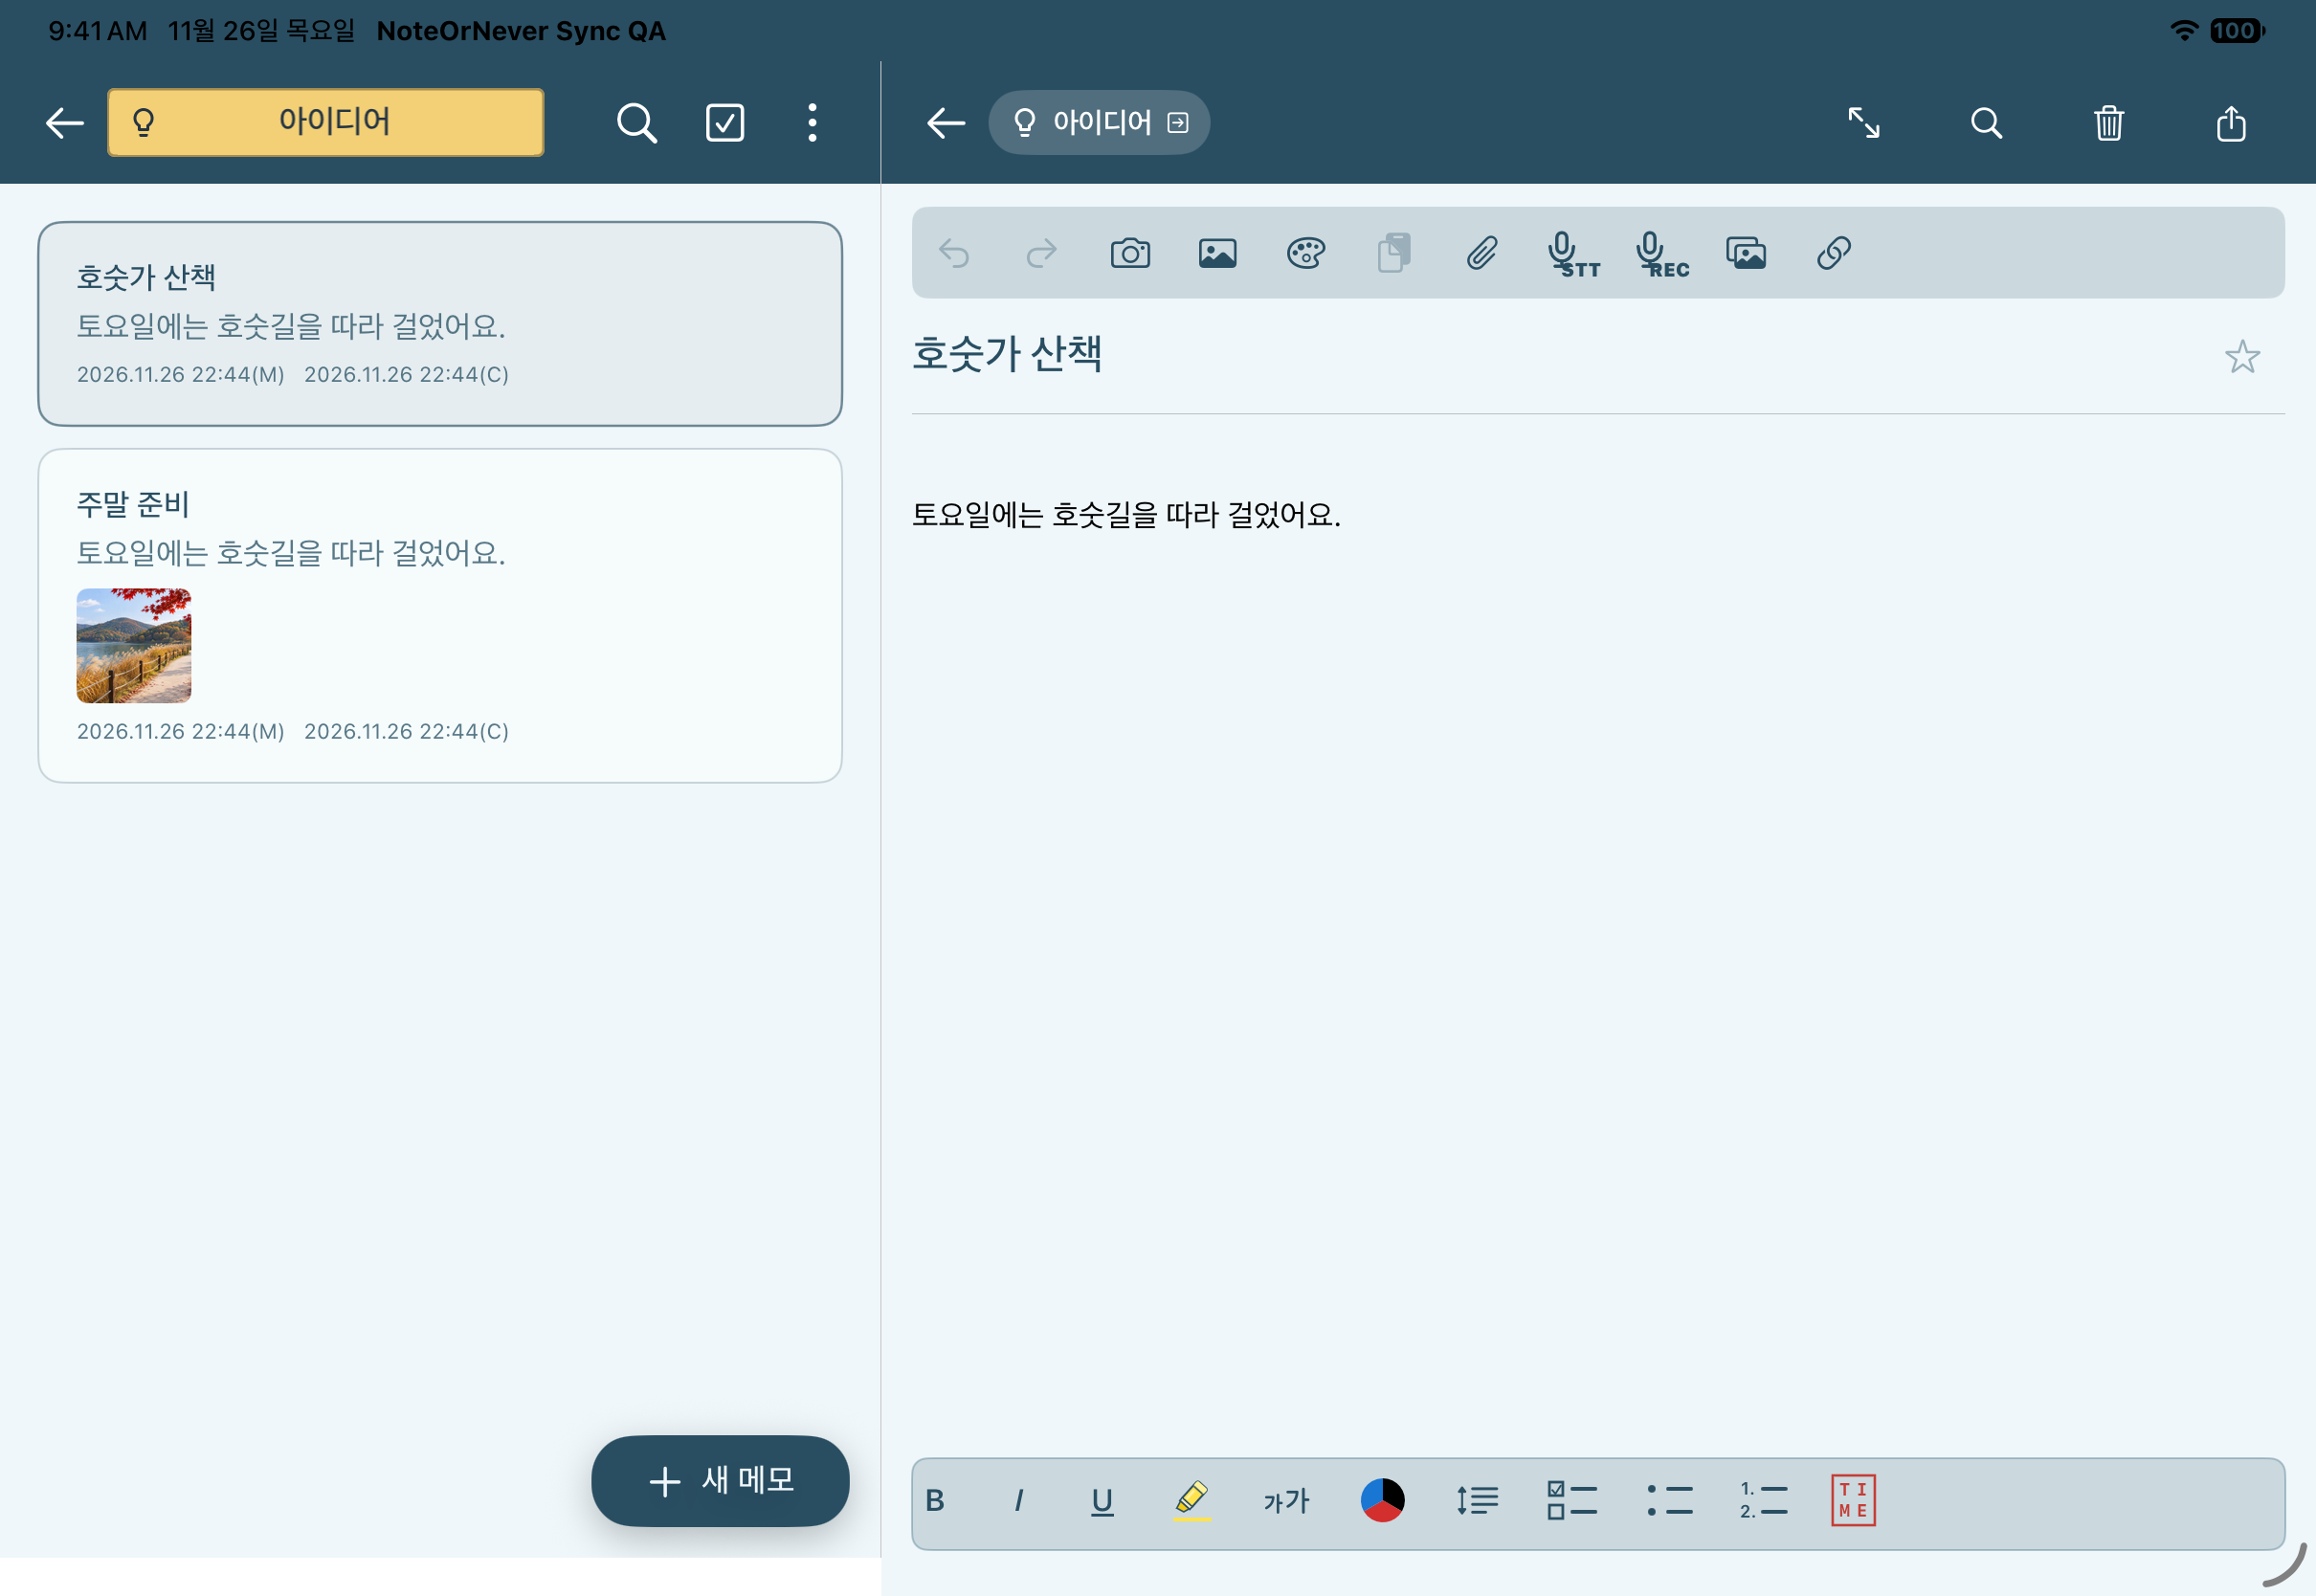 9:41 AM 11월 26일 목요일 NoteOrNever Sync QA
100
아이디어
호숫가 산책
토요일에는 호숫길을 따라 걸었어요.
2026.11.26 22:44(M) 2026.11.26 22:44(C)
주말 준비
토요일에는 호숫길을 따라 걸었어요.
2026.11.26 22:44(M) 2026.11.26 22:44(C)
새 메모
아이디어
STT
REC
호숫가 산책
토요일에는 호숫길을 따라 걸었어요.
B I U 가가
1.
2.
TI
ME